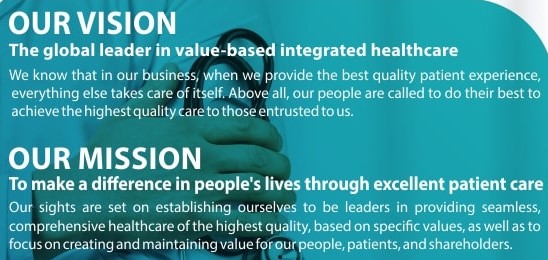 OUR VISION
The global leader in value-based integrated healthcare
We know that in our business, when we provide the best quality patient experience,
everything else takes care of itself. Above all, our people are called to do their best to
achieve the highest quality care to those entrusted to us.
OUR MISSION
To make a difference in people's lives through excellent patient care
Our sights are set on establishing ourselves to be leaders in providing seamless,
comprehensive healthcare of the highest quality, based on specific values, as well as to
focus on creating and maintaining value for our people, patients, and shareholders.